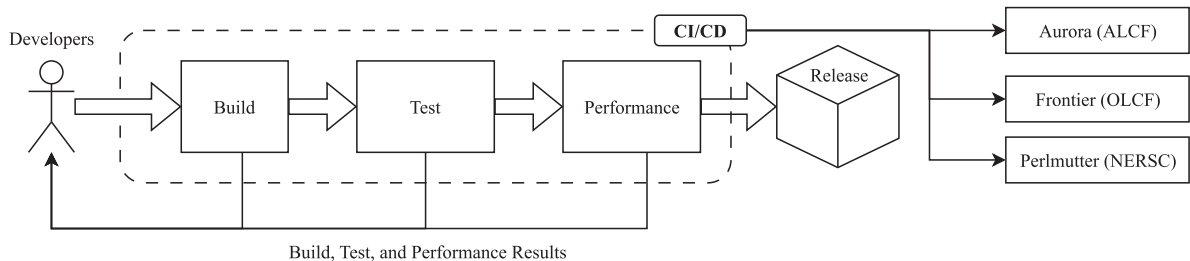 Developers
CI/CD
Build
Test
Performance
Release
Aurora (ALCF)
Frontier (OLCF)
Perlmutter (NERSC)
Build, Test, and Performance Results